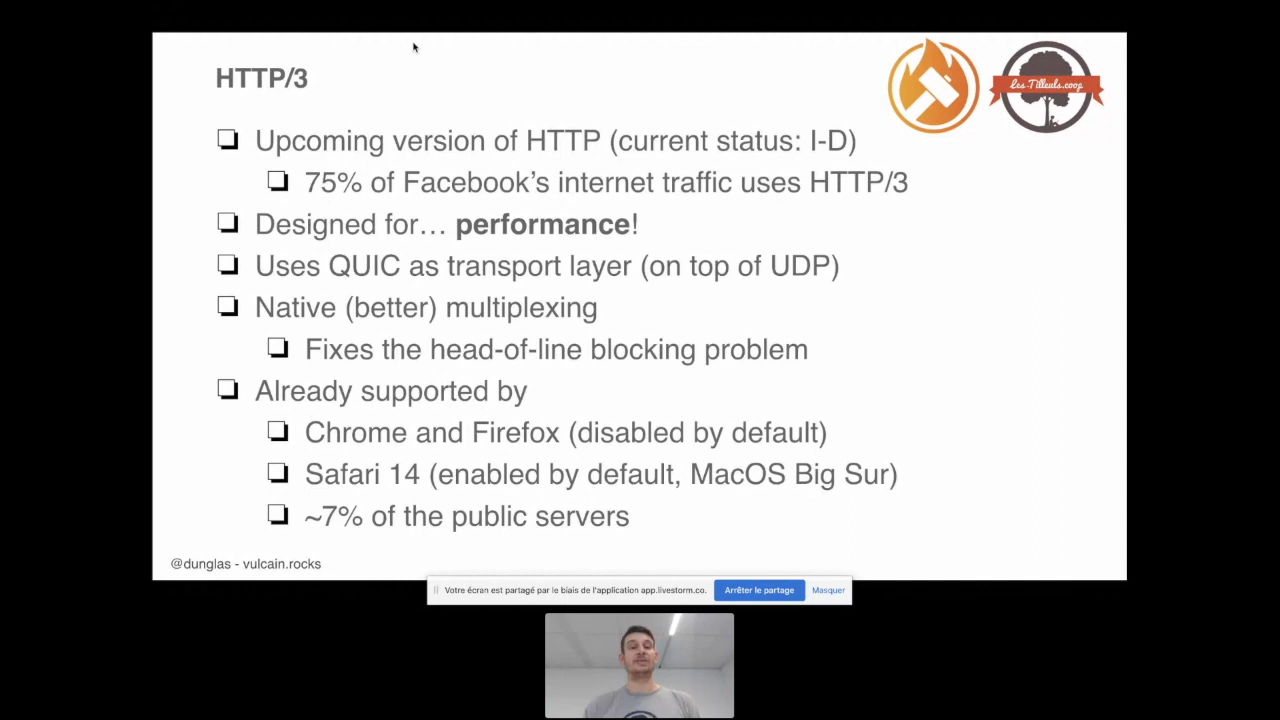 HTTP/3
Les-Tilleuls.coop
Upcoming version of HTTP (current status: I-D)
75% of Facebook's internet traffic uses HTTP/3
Designed for… performance!
Uses QUIC as transport layer (on top of UDP)
Native (better) multiplexing
Fixes the head-of-line blocking problem
Already supported by
Chrome and Firefox (disabled by default)
Safari 14 (enabled by default, MacOS Big Sur)
~7% of the public servers
@dunglas - vulcain.rocks
Votre écran est partagé par le biais de l'application app.livestorm.co. Arrêter le partage Masquer